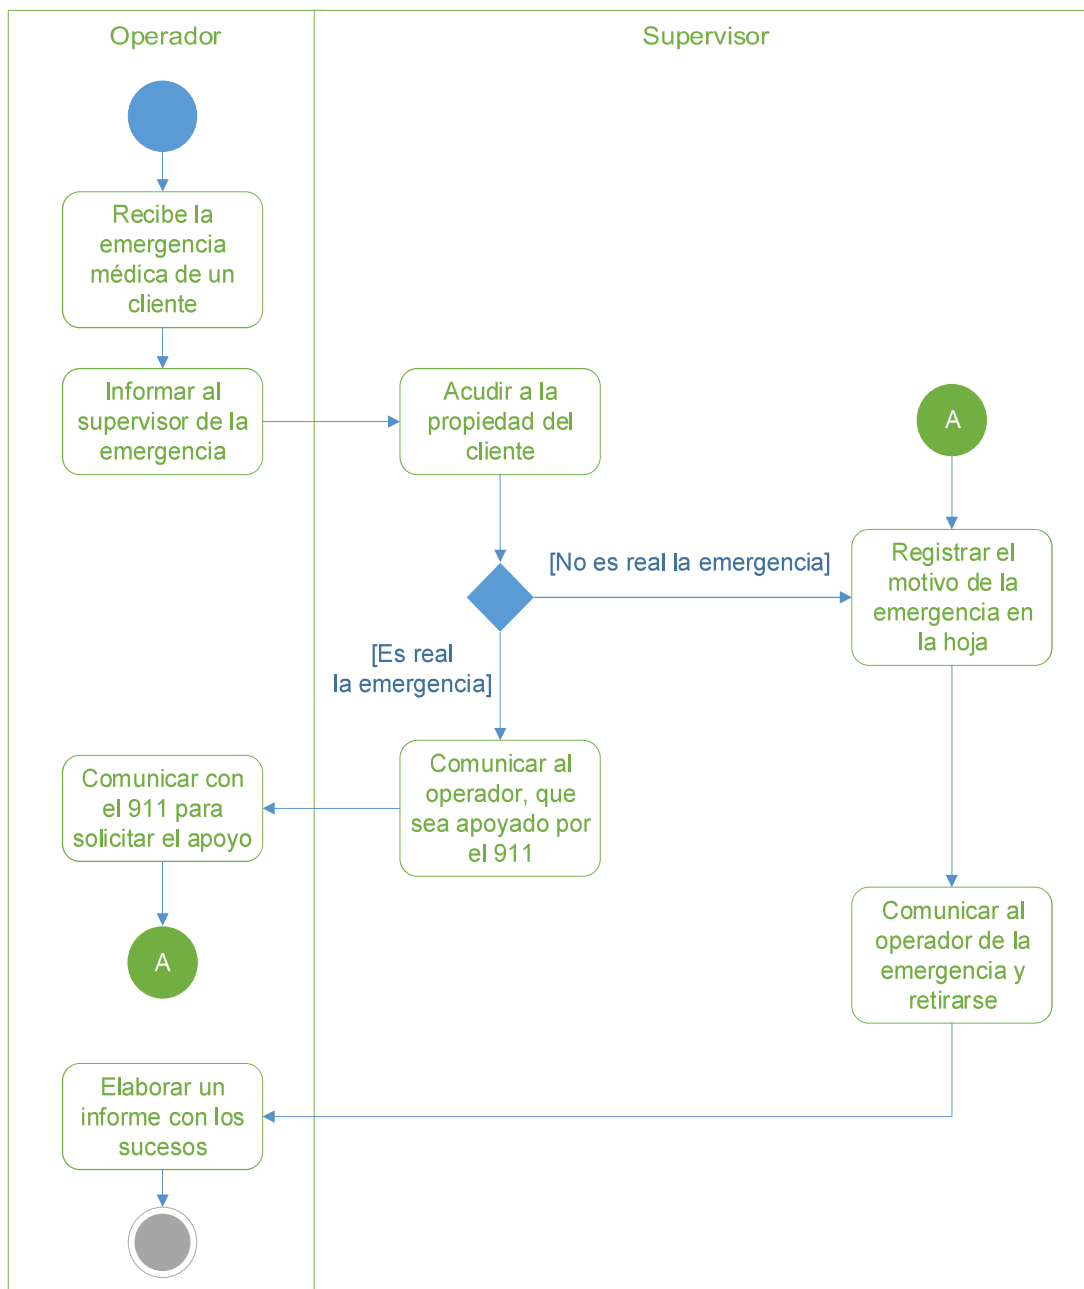 Operador
Supervisor
Recibe la
emergencia
médica de un
cliente
Informar al
supervisor de la
emergencia
Acudir a la
propiedad del
cliente
A
[No es real la emergencia]
Registrar el
motivo de la
emergencia en
la hoja
[Es real
la emergencia]
Comunicar al
operador, que
sea apoyado por
el 911
Comunicar con
el 911 para
solicitar el apoyo
A
Comunicar al
operador de la
emergencia y
retirarse
Elaborar un
informe con los
sucesos